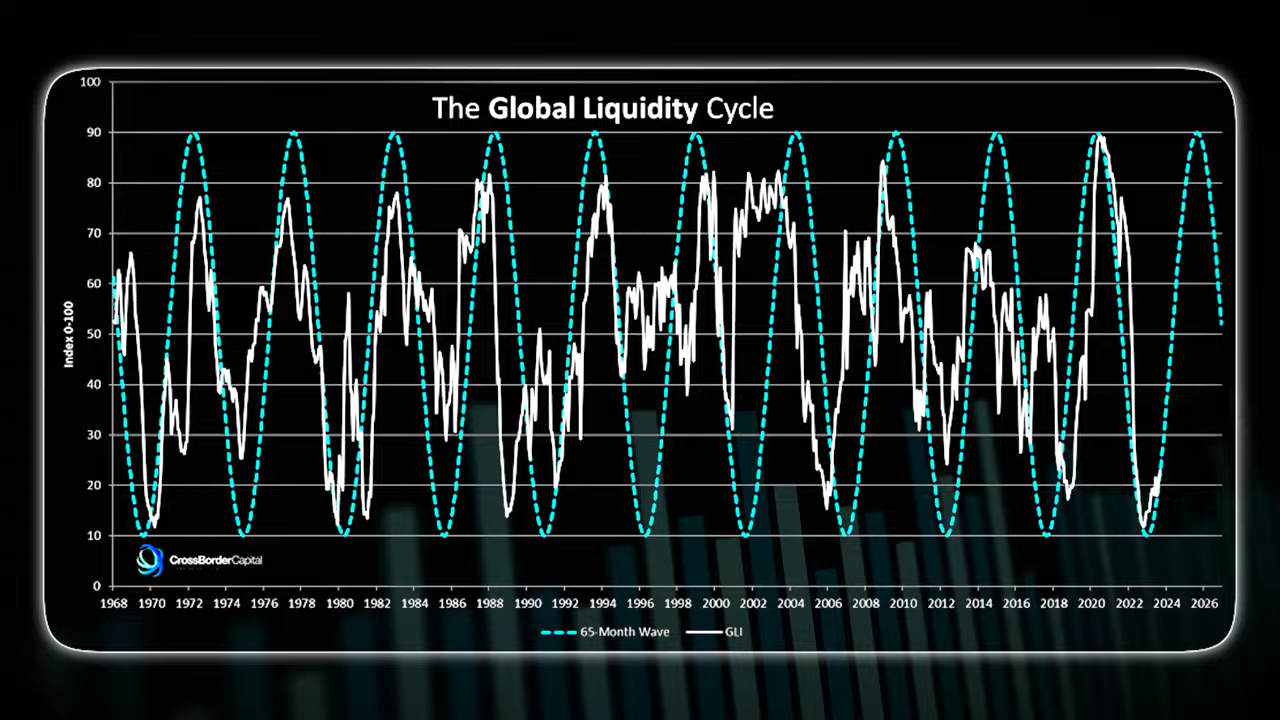 The Global Liquidity Cycle
100
90
80
70
60
50
40
30
20
10
0
Index 0-100
CrossBorderCapital
1968 1970 1972 1974 1976 1978 1980 1982 1984 1986 1988 1990 1992 1994 1996 1998 2000 2002 2004 2006 2008 2010 2012 2014 2016 2018 2020 2022 2024 2026
65-Month Wave GLI